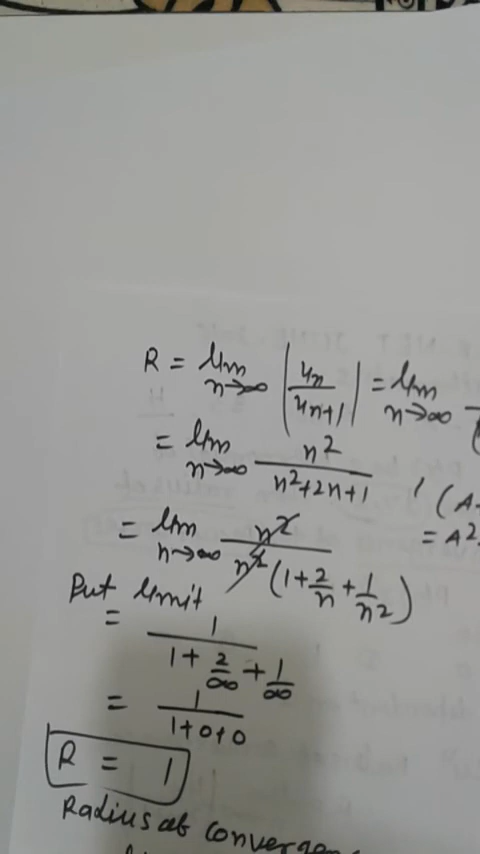 R = lim n→∞ |un/un+1| = lim n→∞
= lim n→∞ n²/n²+2n+1 (A
= lim n→∞ n²/n²(1+2/n+1/n2) = A²
Put limit
= 1/1+2/∞+1/∞
= 1/1+0+0
R = 1
Radius of